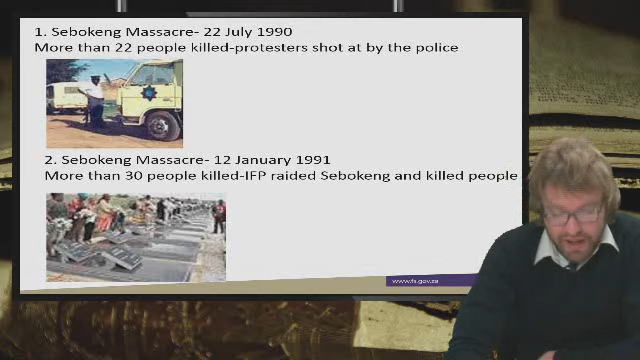 1. Sebokeng Massacre- 22 July 1990
More than 22 people killed-protesters shot at by the police
2. Sebokeng Massacre- 12 January 1991
More than 30 people killed-IFP raided Sebokeng and killed people
www.fs.gov.za